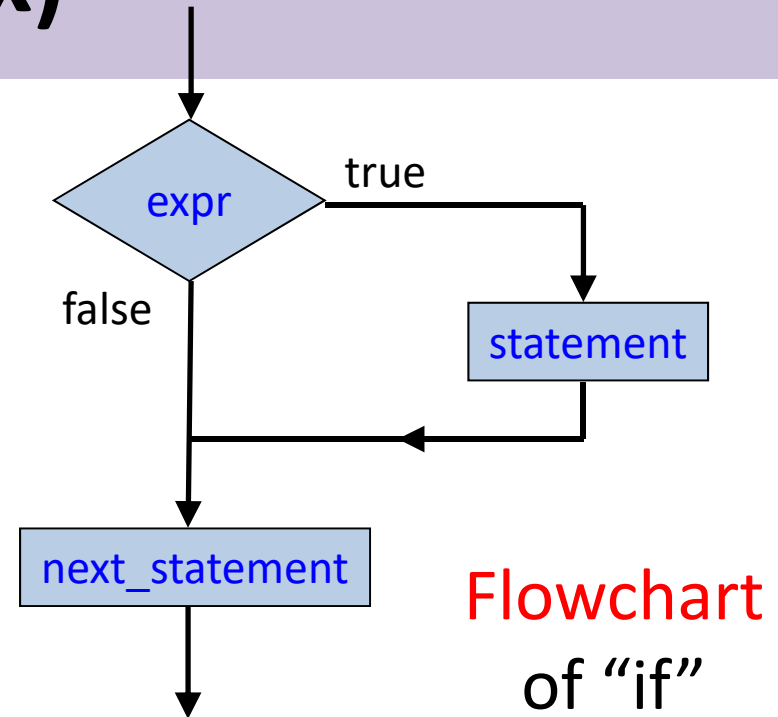 expr
true
false
statement
next_statement
Flowchart
of “if”